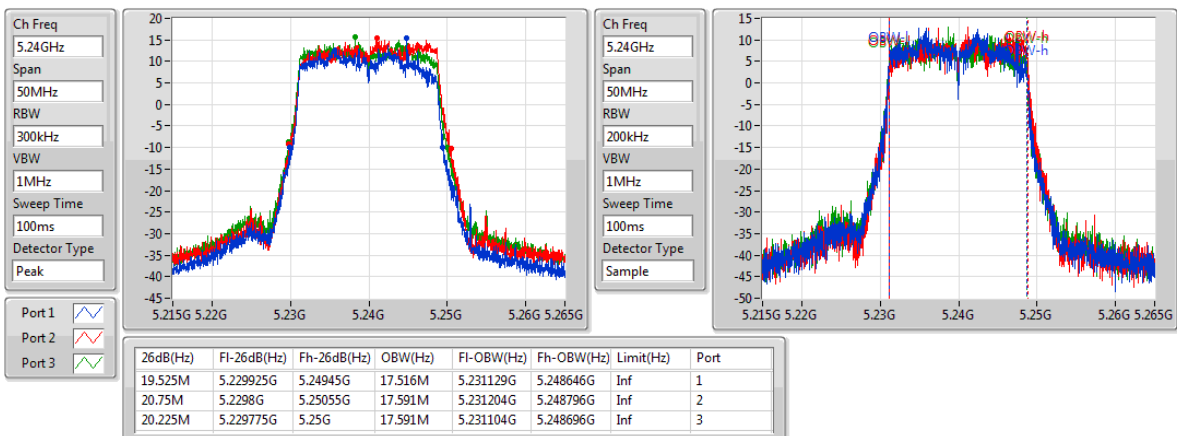 Ch Freq
5.24GHz
Span
50MHz
RBW
300kHz
VBW
1MHz
Sweep Time
100ms
Detector Type
Peak
Port 1
Port 2
Port 3
20
15
10
5
0
-5
-10
-15
-20
-25
-30
-35
-40
-45
5.215G 5.22G 5.23G 5.24G 5.25G 5.26G 5.265G
Ch Freq
5.24GHz
Span
50MHz
RBW
200kHz
VBW
1MHz
Sweep Time
100ms
Detector Type
Sample
15
10
5
0
-5
-10
-15
-20
-25
-30
-35
-40
-45
-50
OBW-h
5.215G 5.22G 5.23G 5.24G 5.25G 5.26G 5.265G
26dB(Hz) Fl-26dB(Hz) Fh-26dB(Hz) OBW(Hz) Fl-OBW(Hz) Fh-OBW(Hz) Limit(Hz) Port
19.525M 5.229925G 5.24945G 17.516M 5.231129G 5.248646G Inf 1
20.75M 5.2298G 5.25055G 17.591M 5.231204G 5.248796G Inf 2
20.225M 5.229775G 5.25G 17.591M 5.231104G 5.248696G Inf 3